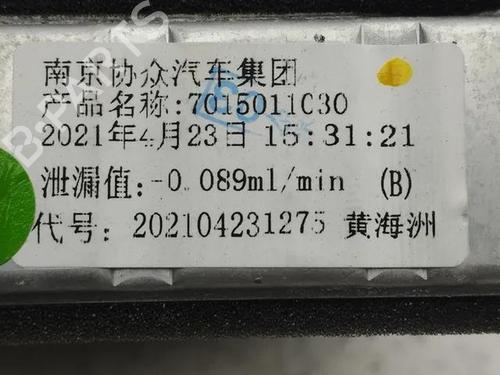 南京协众汽车集团
产品名称:7015011C30
2021年4月23日 15:31:21
泄漏值:-0.089ml/min (B)
代号: 202104231275 黄海洲